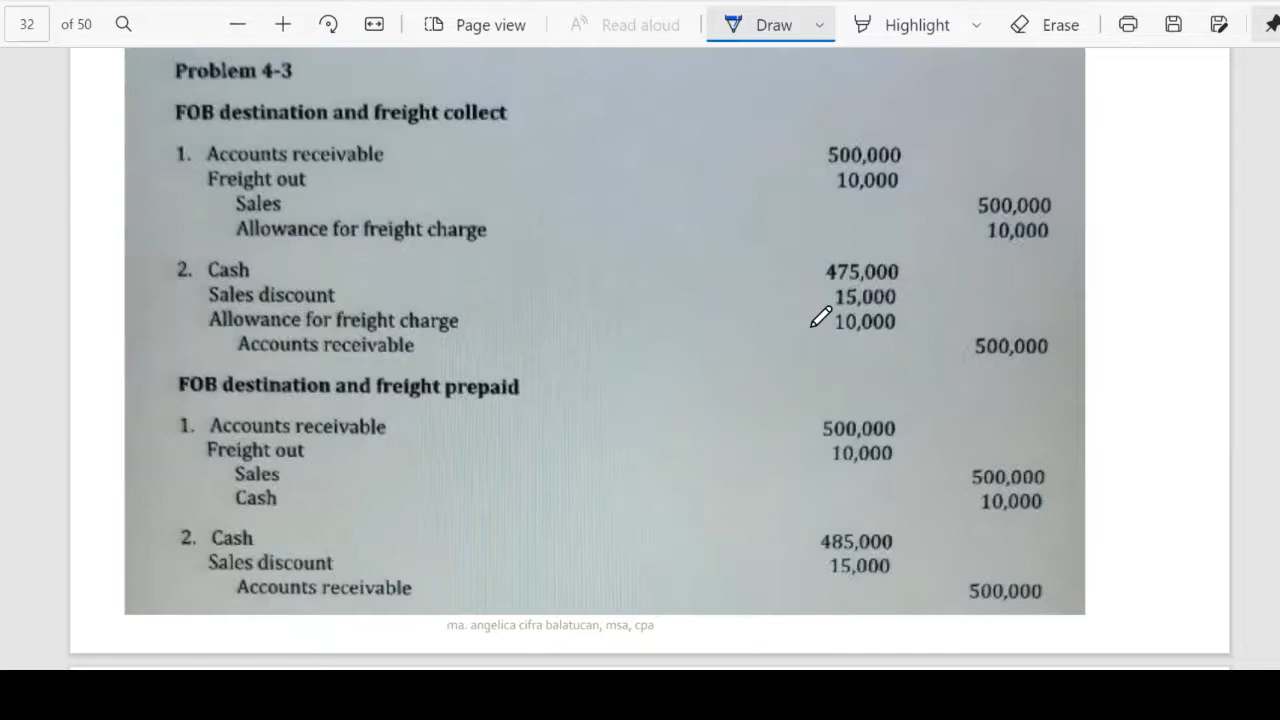 32 of 50 Page view Read aloud Draw Highlight Erase
Problem 4-3
FOB destination and freight collect
1. Accounts receivable 500,000
Freight out 10,000
Sales 500,000
Allowance for freight charge 10,000
2. Cash 475,000
Sales discount 15,000
Allowance for freight charge 10,000
Accounts receivable 500,000
FOB destination and freight prepaid
1. Accounts receivable 500,000
Freight out 10,000
Sales 500,000
Cash 10,000
2. Cash 485,000
Sales discount 15,000
Accounts receivable 500,000
ma. angelica cifra balatucan, msa, cpa